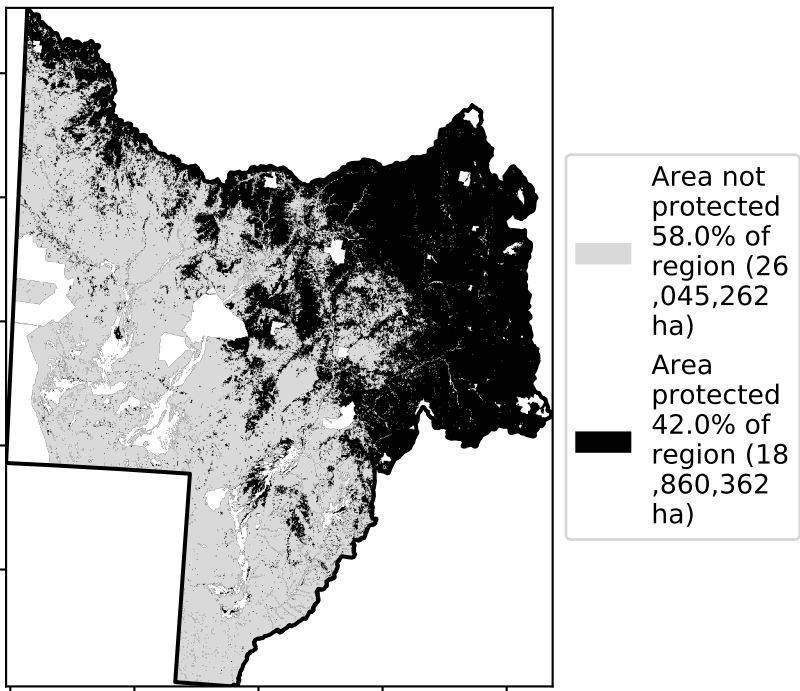 Area not
protected
58.0% of
region (26
,045,262
ha)
Area
protected
42.0% of
region (18
,860,362
ha)